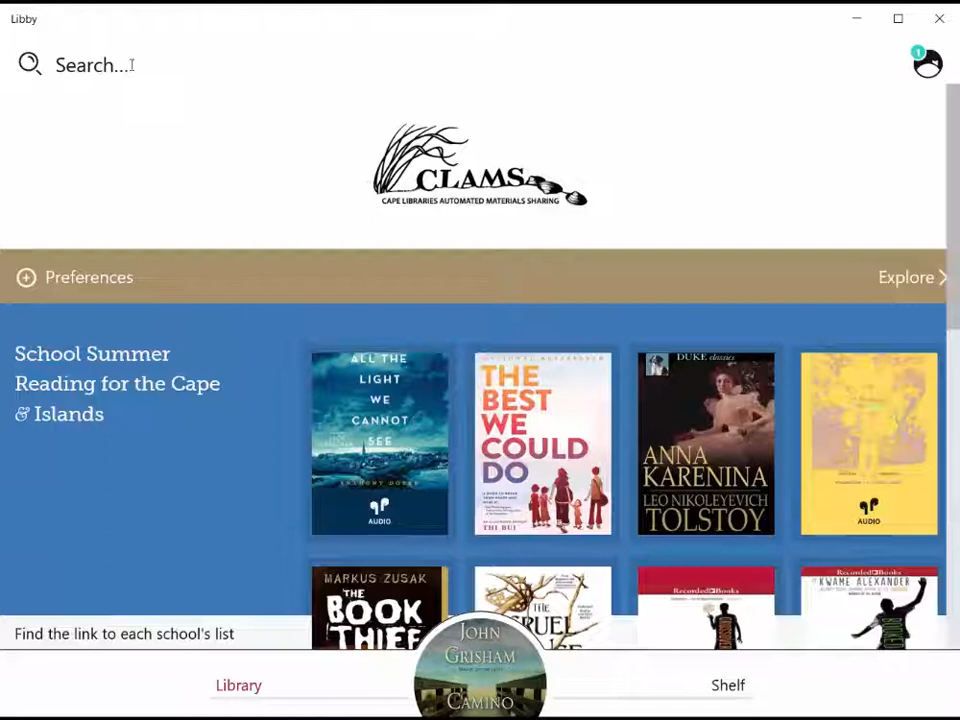 Libby
Search...
1
CLAMS
CAPE LIBRARIES AUTOMATED MATERIALS SHARING
Preferences
Explore
School Summer
Reading for the Cape
& Islands
ALL THE
LIGHT
WE
CANNOT
SEE
ANTHONY DOERR
AUDIO
THE
BEST
WE
COULD
DO
THI BUI
DUKE classics
ANNA
KARENINA
LEO NIKOLEYEVICH
TOLSTOY
AUDIO
MARKUS ZUSAK
THE
BOOK
THIEF
THE
Recorded Books
Recorded Books
KWAME ALEXANDER
Find the link to each school's list
JOHN
GRISHAM
CAMINO
Library
Shelf